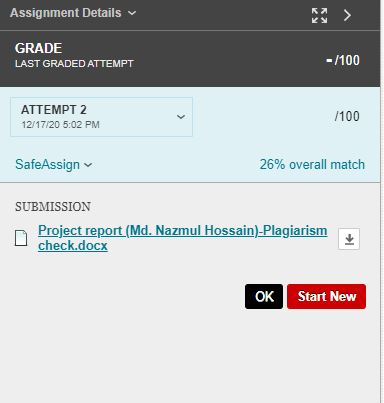 Assignment Details
GRADE
LAST GRADED ATTEMPT
-/100
ATTEMPT 2
12/17/20 5:02 PM
/100
SafeAssign
26% overall match
SUBMISSION
Project report (Md. Nazmul Hossain)-Plagiarism
check.docx
OK
Start New